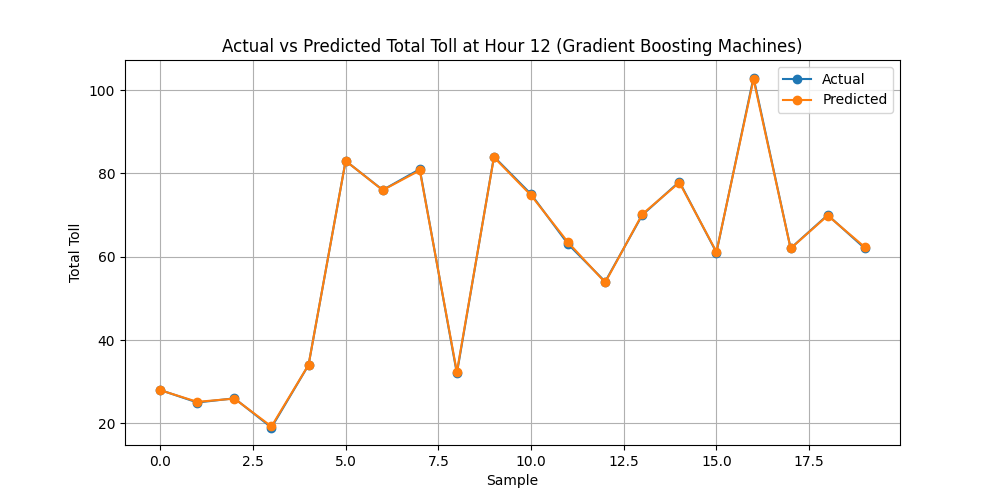 Actual vs Predicted Total Toll at Hour 12 (Gradient Boosting Machines)
Actual
Predicted
Total Toll
100
80
60
40
20
0.0 2.5 5.0 7.5 10.0 12.5 15.0 17.5
Sample